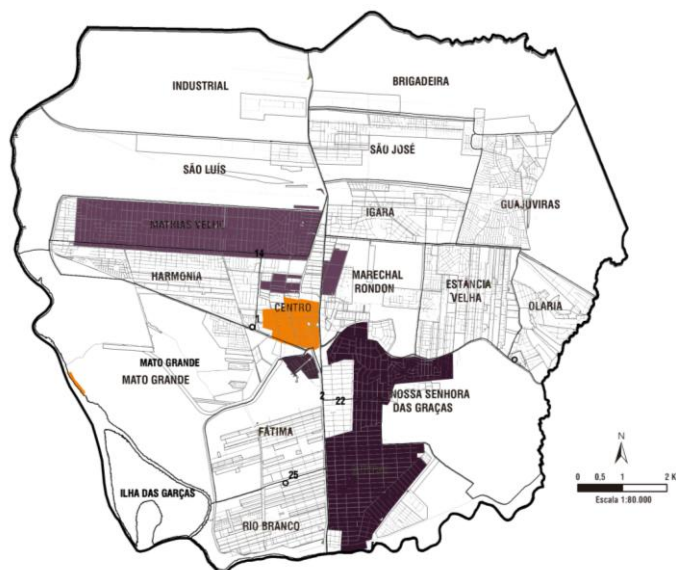 INDUSTRIAL
BRIGADEIRA
SÃO JOSÉ
SÃO LUÍS
GUAJUVIRAS
IGARA
MATHIAS VELHO
14
HARMONIA
MARECHAL
RONDON
ESTANCIA
VELHA
OLARIA
CENTRO
1
MATO GRANDE
MATO GRANDE
2
2
22
NOSSA SENHORA
DAS GRAÇAS
FÁTIMA
25
ILHA DAS GARÇAS
RIO BRANCO
N
0 0,5 1 2 K
Escala 1:80.000